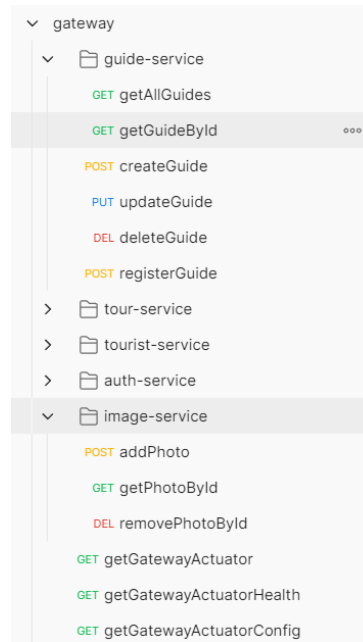 gateway
guide-service
GET getAllGuides
GET getGuideById
POST createGuide
PUT updateGuide
DEL deleteGuide
POST registerGuide
tour-service
tourist-service
auth-service
image-service
POST addPhoto
GET getPhotoById
DEL removePhotoById
GET getGatewayActuator
GET getGatewayActuatorHealth
GET getGatewayActuatorConfig